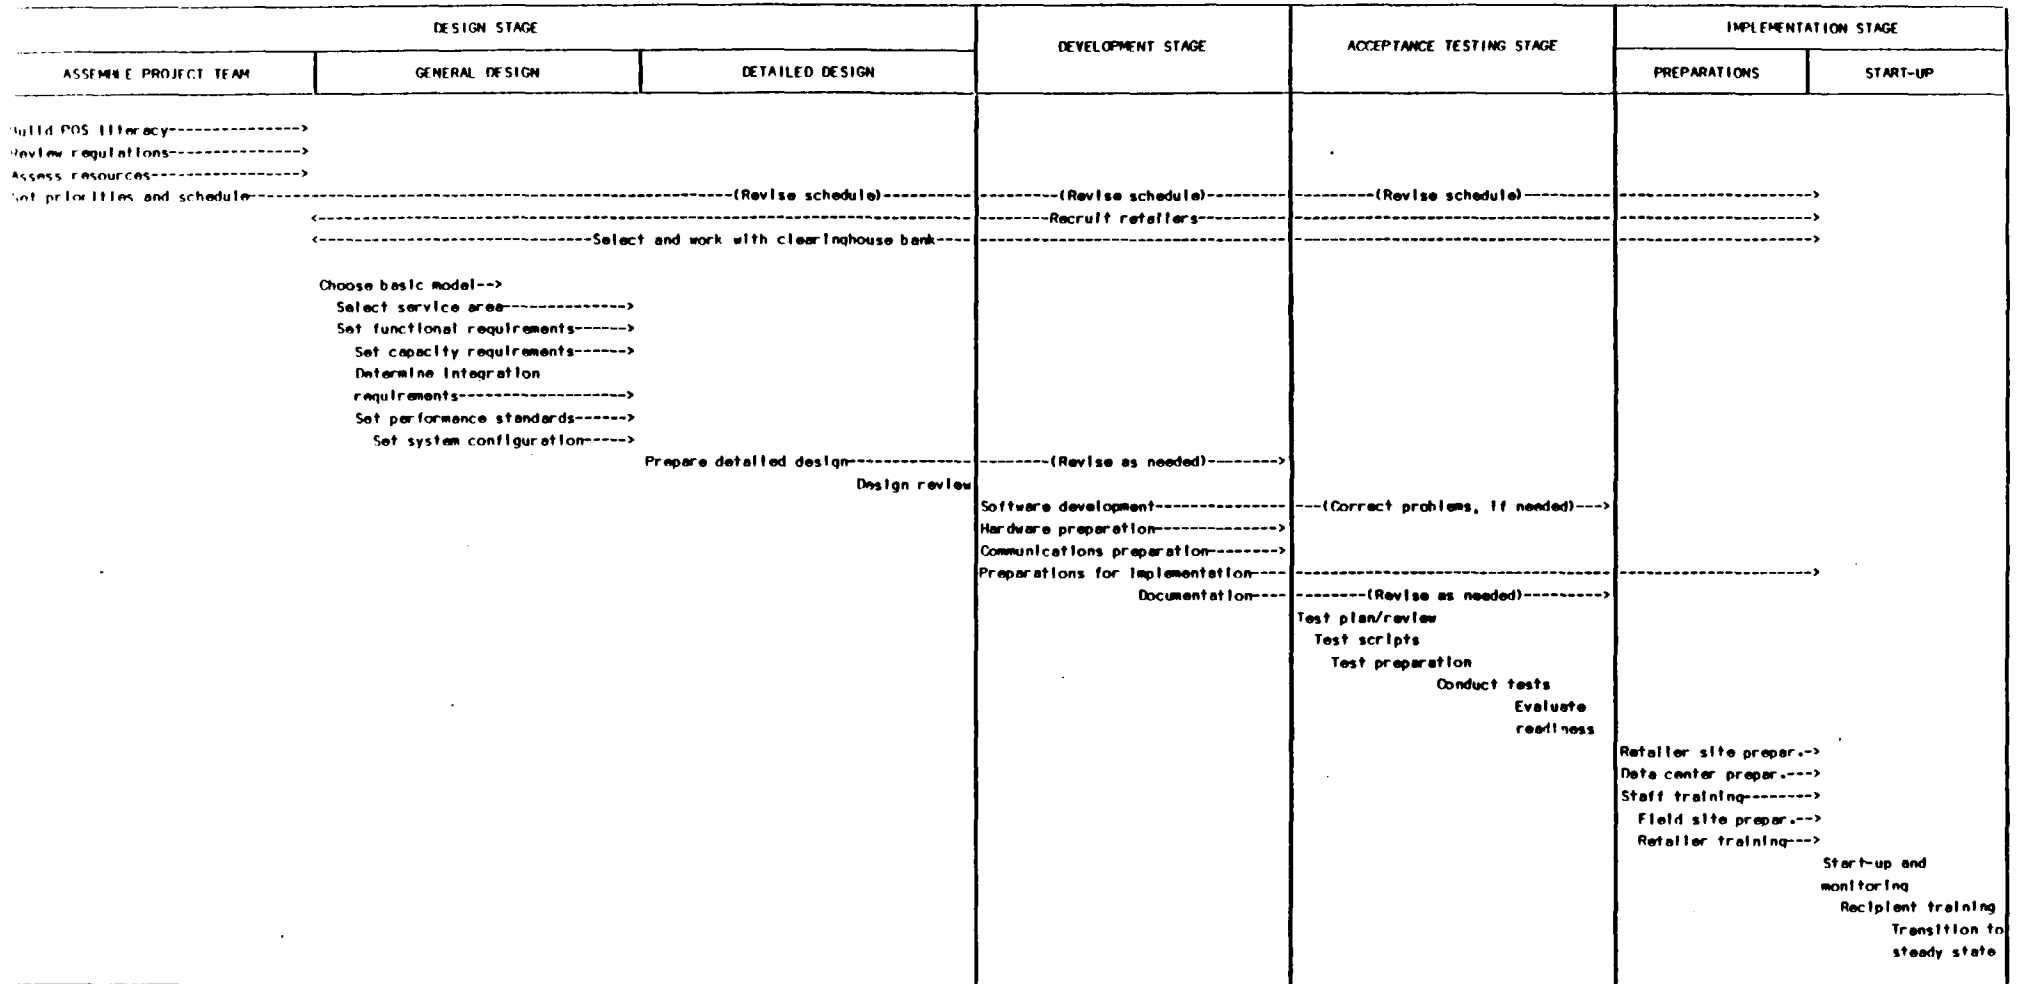 DESIGN STAGE
DEVELOPMENT STAGE
ACCEPTANCE TESTING STAGE
IMPLEMENTATION STAGE
ASSEMBLE PROJECT TEAM
GENERAL DESIGN
DETAILED DESIGN
PREPARATIONS
START-UP
Build POS literacy--------------->
Review regulations--------------->
Assess resources----------------->
Set priorities and schedule----------(Revise schedule)----------(Revise schedule)----------(Revise schedule)---------->
<----------Recruit retailers---------->
<----------Select and work with clearinghouse bank---------->
Choose basic model-->
Select service area-------------->
Set functional requirements------>
Set capacity requirements------>
Determine integration
requirements-------------------->
Set performance standards------>
Set system configuration----->
Prepare detailed design----------(Revise as needed)-------->
Design review
Software development----------(Correct problems, if needed)--->
Hardware preparation-------------->
Communications preparation-------->
Preparations for implementation---------->
Documentation----------(Revise as needed)--------->
Test plan/review
Test scripts
Test preparation
Conduct tests
Evaluate
readiness
Retailer site prepar.->
Data center prepar.--->
Staff training-------->
Field site prepar.-->
Retailer training--->
Start-up and
monitoring
Recipient training
Transition to
steady state